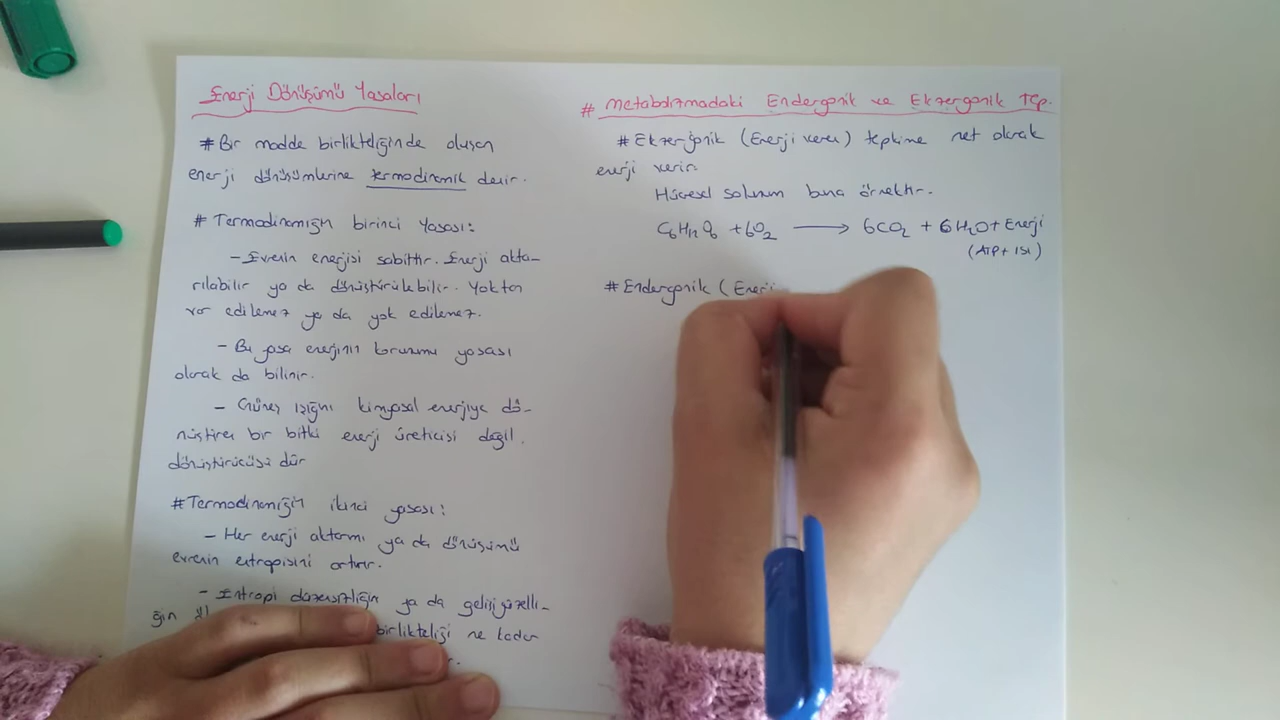 Enerji Dönüşümü Yasaları
# Bir madde birlikteliğinde oluşan
enerji dönüşümlerine termodinamik denir.
# Termodinamiğin birinci Yasası:
- Evrenin enerjisi sabittir. Enerji akta-
rılabilir ya da dönüştürülebilir. Yoktan
var edilemez ya da yok edilemez.
- Bu yasa enerjinin korunumu yasası
olarak da bilinir.
- Güneş ışığını kimyasal enerjiye dö-
nüştüren bir bitki enerji üreticisi değil,
dönüştürücüsü dür
# Termodinamiğin ikinci yasası:
- Her enerji aktarımı ya da dönüşümü
evrenin entropisini artırır.
- Entropi düzensizliğin ya da gelişigüzelli-
ğin
birlikteliği ne kadar
# Metabolizmadaki Endergonik ve Ekzergonik Tep.
# Ekzergonik (Enerji veren) tepkime net olarak
enerji verir.
Hücresel solunum buna örnektir.
C6H12O6 + 6O2 → 6CO2 + 6H2O + Enerji
(ATP + ısı)
# Endergonik (Enerji